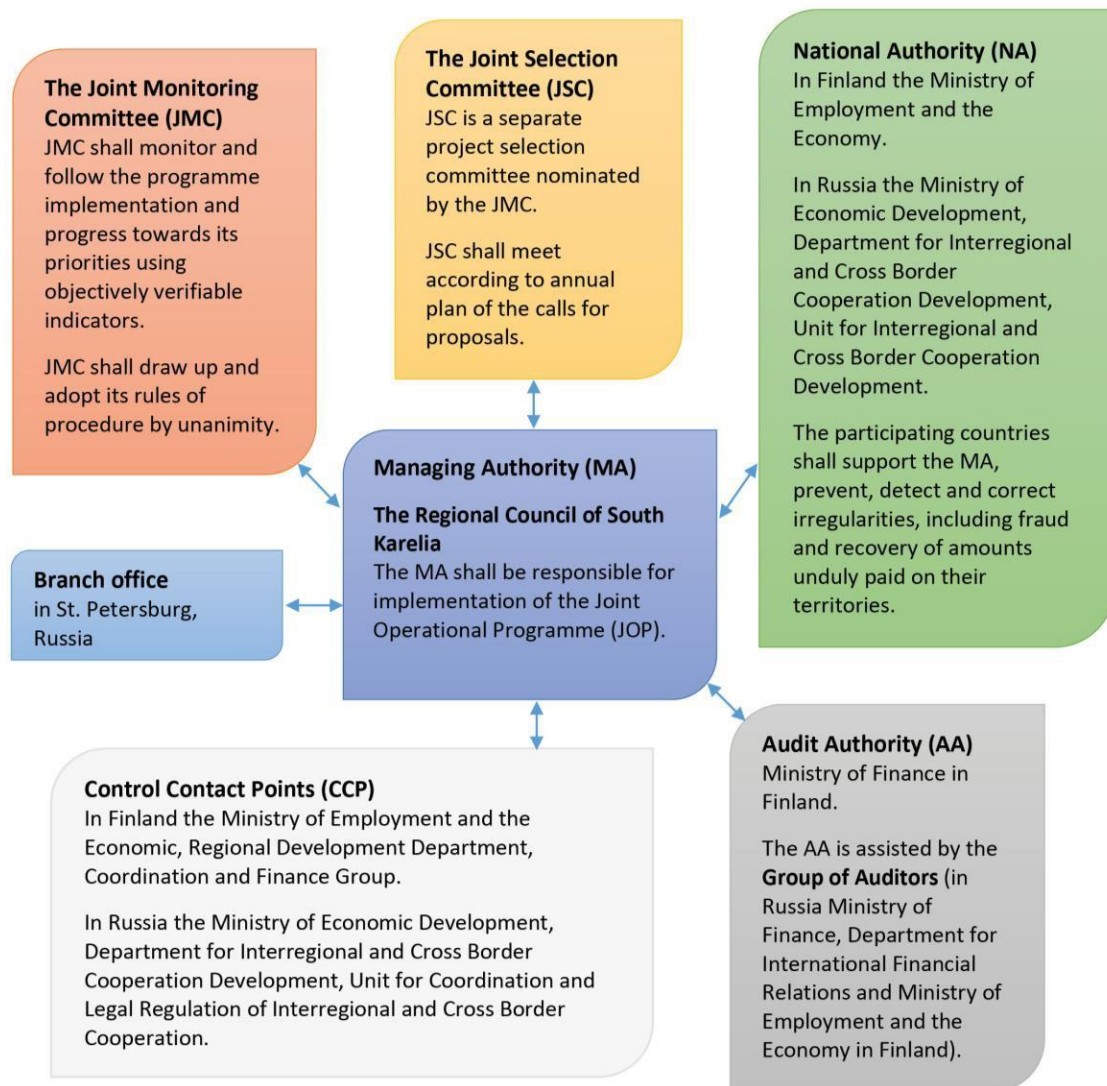 The Joint Monitoring
Committee (JMC)
JMC shall monitor and
follow the programme
implementation and
progress towards its
priorities using
objectively verifiable
indicators.
JMC shall draw up and
adopt its rules of
procedure by unanimity.
The Joint Selection
Committee (JSC)
JSC is a separate
project selection
committee nominated
by the JMC.
JSC shall meet
according to annual
plan of the calls for
proposals.
National Authority (NA)
In Finland the Ministry of
Employment and the
Economy.
In Russia the Ministry of
Economic Development,
Department for Interregional
and Cross Border
Cooperation Development,
Unit for Interregional and
Cross Border Cooperation
Development.
The participating countries
shall support the MA,
prevent, detect and correct
irregularities, including fraud
and recovery of amounts
unduly paid on their
territories.
Managing Authority (MA)
The Regional Council of South
Karelia
The MA shall be responsible for
implementation of the Joint
Operational Programme (JOP).
Branch office
in St. Petersburg,
Russia
Control Contact Points (CCP)
In Finland the Ministry of Employment and the
Economic, Regional Development Department,
Coordination and Finance Group.
In Russia the Ministry of Economic Development,
Department for Interregional and Cross Border
Cooperation Development, Unit for Coordination and
Legal Regulation of Interregional and Cross Border
Cooperation.
Audit Authority (AA)
Ministry of Finance in
Finland.
The AA is assisted by the
Group of Auditors (in
Russia Ministry of
Finance, Department for
International Financial
Relations and Ministry of
Employment and the
Economy in Finland).